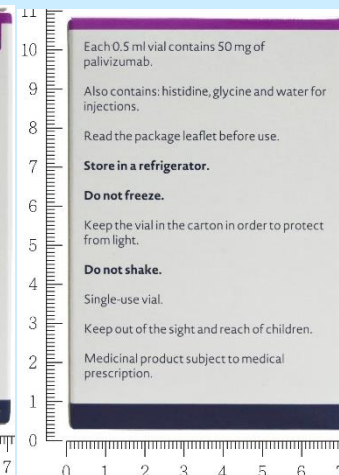 Each 0.5 ml vial contains 50 mg of
palivizumab.
Also contains: histidine, glycine and water for
injections.
Read the package leaflet before use.
Store in a refrigerator.
Do not freeze.
Keep the vial in the carton in order to protect
from light.
Do not shake.
Single-use vial.
Keep out of the sight and reach of children.
Medicinal product subject to medical
prescription.
11
10
9
8
7
6
5
4
3
2
1
0
7
0 1 2 3 4 5 6 7